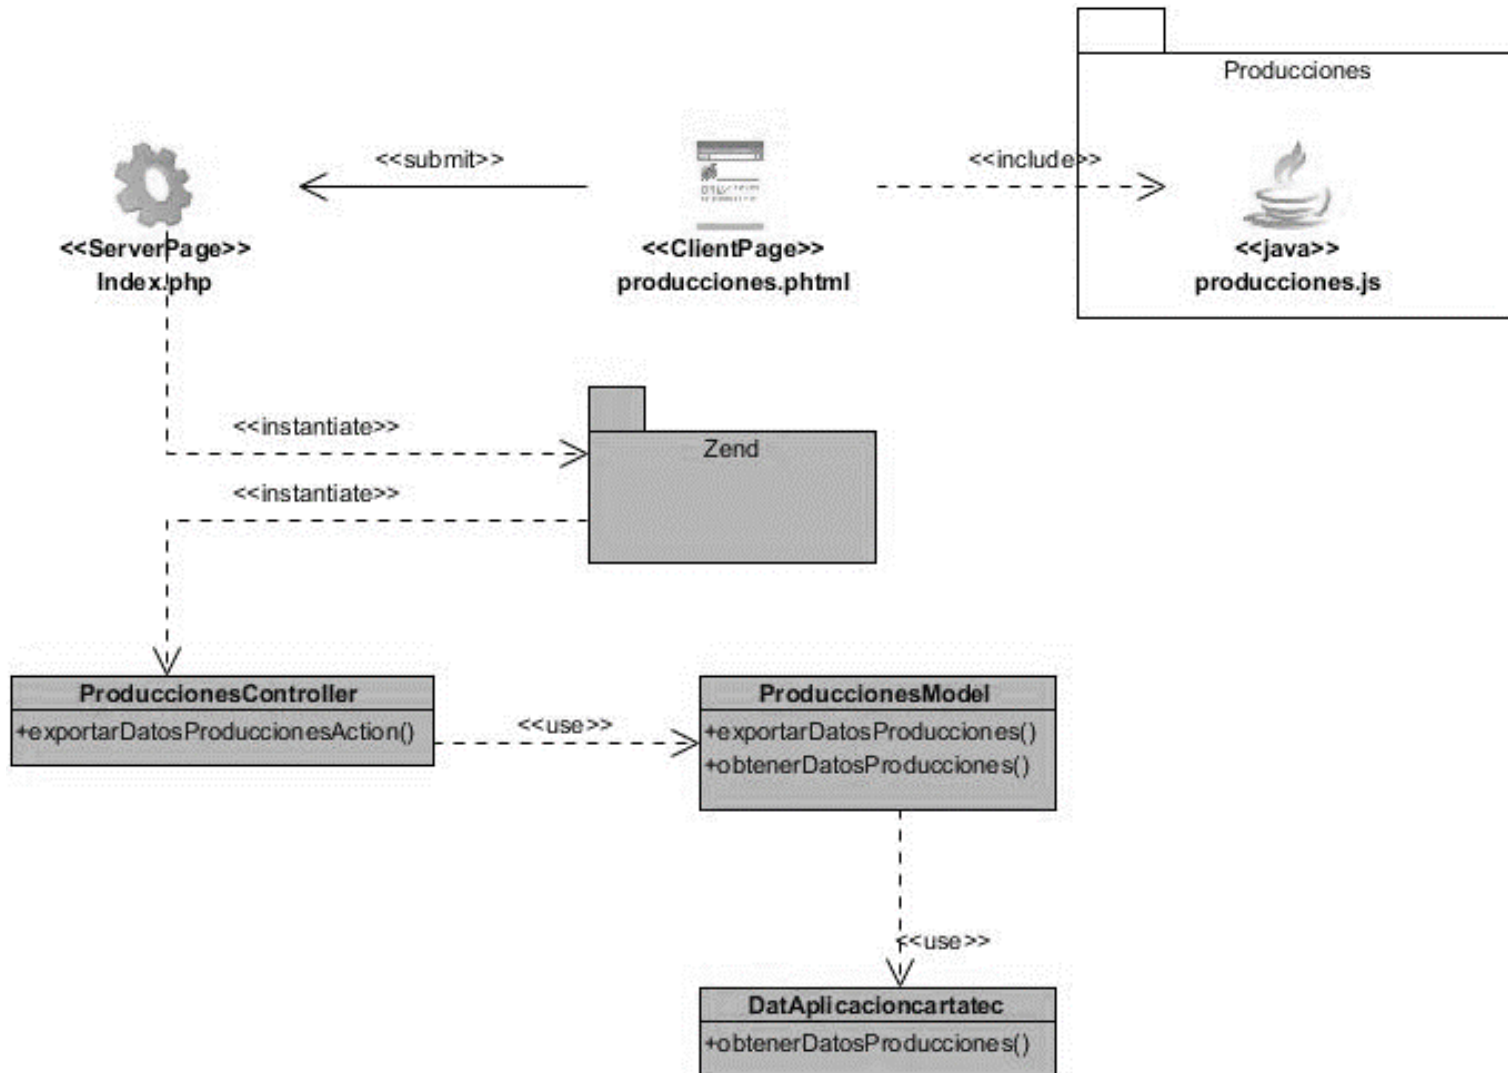 Producciones
<<submit>>
<<include>>
<<ServerPage>>
Index.php
<<ClientPage>>
producciones.phtml
<<java>>
producciones.js
<<instantiate>>
Zend
<<instantiate>>
ProduccionesController
+exportarDatosProduccionesAction()
<<use>>
ProduccionesModel
+exportarDatosProducciones()
+obtenerDatosProducciones()
<<use>>
DatAplicacioncartatec
+obtenerDatosProducciones()